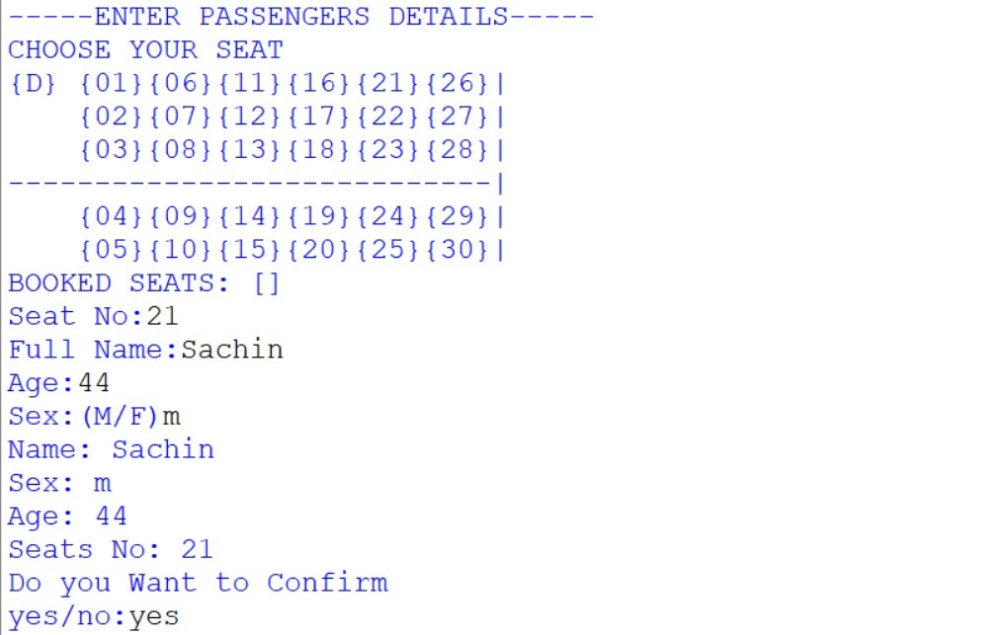 -----ENTER PASSENGERS DETAILS-----
CHOOSE YOUR SEAT
{D} {01}{06}{11}{16}{21}{26}|
    {02}{07}{12}{17}{22}{27}|
    {03}{08}{13}{18}{23}{28}|
----------------------------|
    {04}{09}{14}{19}{24}{29}|
    {05}{10}{15}{20}{25}{30}|
BOOKED SEATS: []
Seat No:21
Full Name:Sachin
Age:44
Sex:(M/F)m
Name: Sachin
Sex: m
Age: 44
Seats No: 21
Do you Want to Confirm
yes/no:yes